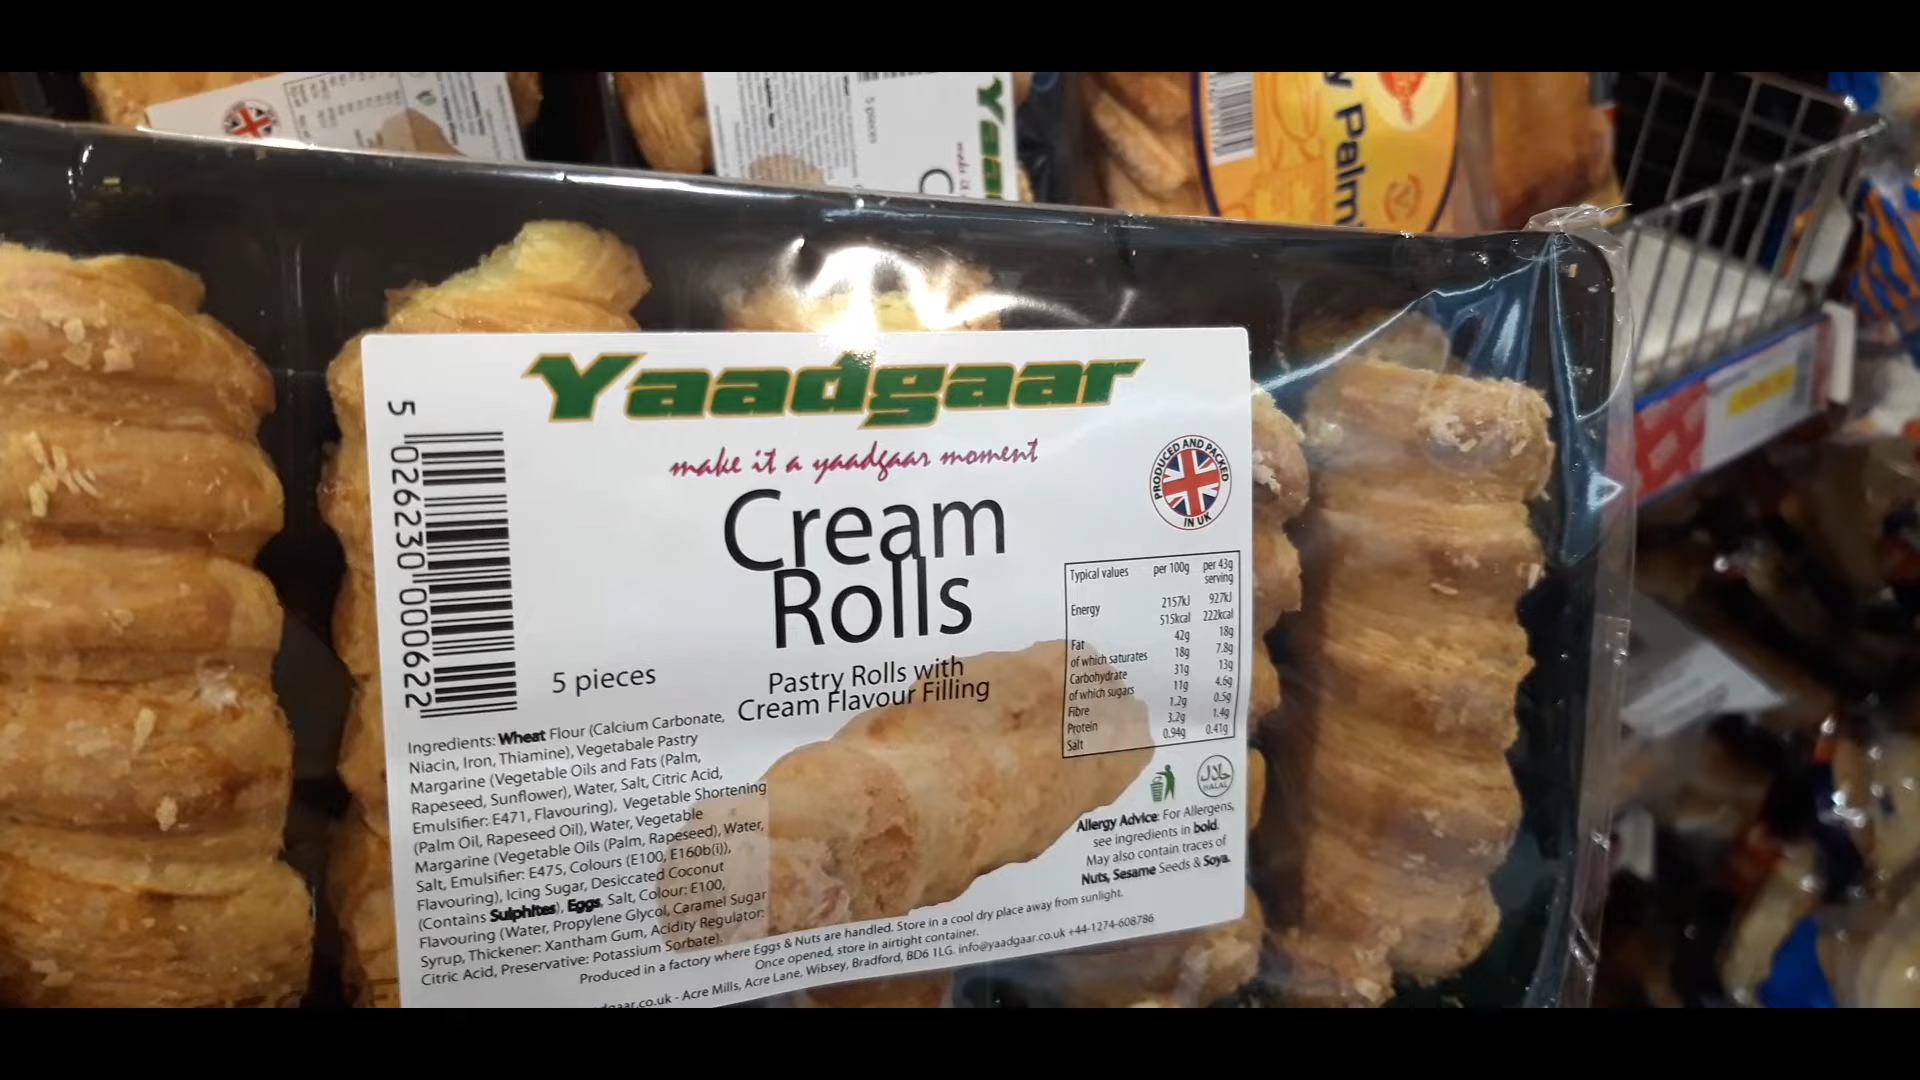 y Palm
5 pieces
Yaa
make it
C
Yaadgaar
make it a yaadgaar moment
Cream
Rolls
5 pieces
Pastry Rolls with
Cream Flavour Filling
5 026230 000622
PRODUCED AND PACKED
IN UK
Typical values per 100g per 43g serving
Energy 2157kJ 927kJ
515kcal 222kcal
Fat 42g 18g
of which saturates 18g 7.8g
Carbohydrate 31g 13g
of which sugars 11g 4.6g
Fibre 1.2g 0.5g
Protein 3.2g 1.4g
Salt 0.94g 0.41g
Ingredients: Wheat Flour (Calcium Carbonate,
Niacin, Iron, Thiamine), Vegetabale Pastry
Margarine (Vegetable Oils and Fats (Palm,
Rapeseed, Sunflower), Water, Salt, Citric Acid,
Emulsifier: E471, Flavouring), Vegetable Shortening
(Palm Oil, Rapeseed Oil), Water, Vegetable
Margarine (Vegetable Oils (Palm, Rapeseed), Water,
Salt, Emulsifier: E475, Colours (E100, E160b(i)),
Flavouring), Icing Sugar, Desiccated Coconut
(Contains Sulphites), Eggs, Salt, Colour: E100,
Flavouring (Water, Propylene Glycol, Caramel Sugar
Syrup, Thickener: Xantham Gum, Acidity Regulator:
Citric Acid, Preservative: Potassium Sorbate).
حلال
HALAL
Allergy Advice: For Allergens,
see ingredients in bold.
May also contain traces of
Nuts, Sesame Seeds & Soya.
Produced in a factory where Eggs & Nuts are handled. Store in a cool dry place away from sunlight.
Once opened, store in airtight container.
dgaar.co.uk - Acre Mills, Acre Lane, Wibsey, Bradford, BD6 1LG. info@yaadgaar.co.uk +44-1274-608786